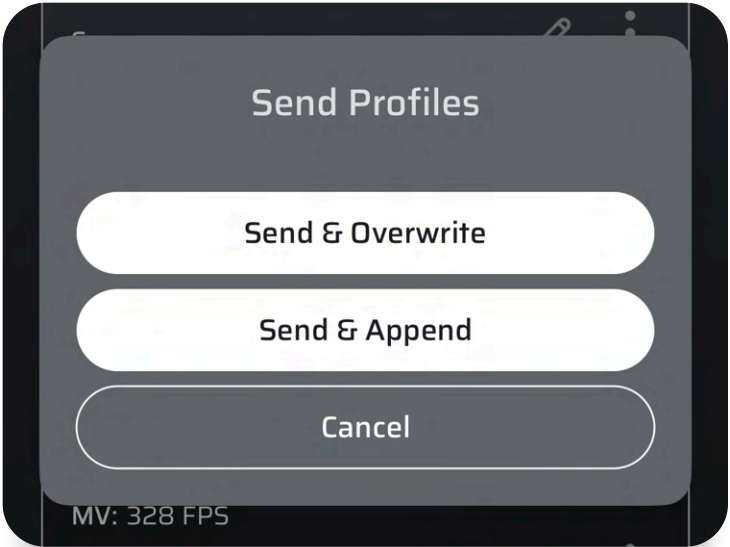 Send Profiles
Send & Overwrite
Send & Append
Cancel
MV: 328 FPS